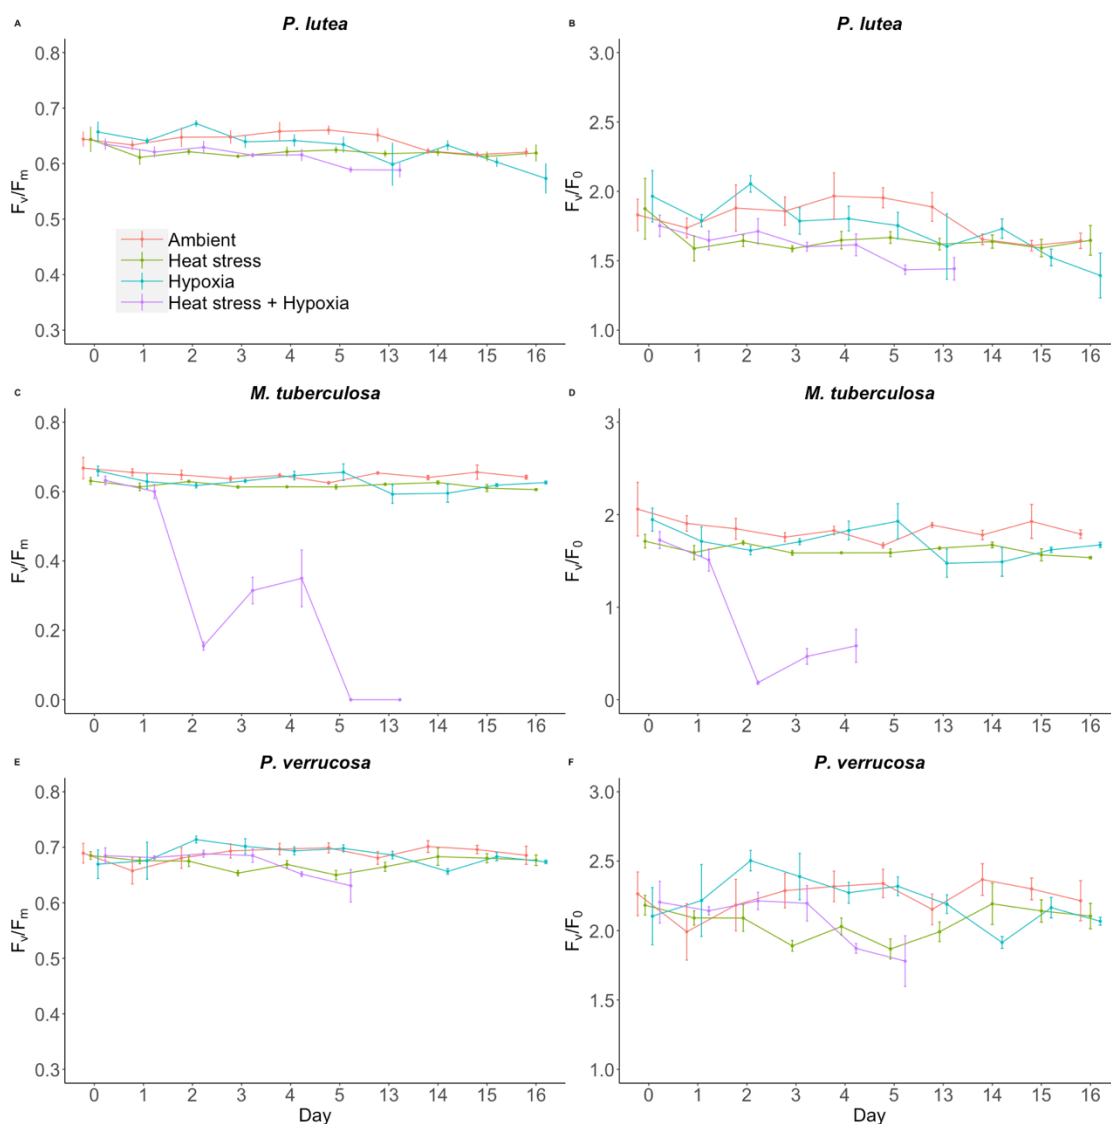 A
P. lutea
0.8
0.7
0.6
0.5
0.4
0.3
Fv/Fm
Ambient
Heat stress
Hypoxia
Heat stress + Hypoxia
0 1 2 3 4 5 13 14 15 16
B
P. lutea
3.0
2.5
2.0
1.5
1.0
Fv/F0
0 1 2 3 4 5 13 14 15 16
C
M. tuberculosa
0.8
0.6
0.4
0.2
0.0
Fv/Fm
0 1 2 3 4 5 13 14 15 16
D
M. tuberculosa
3
2
1
0
Fv/F0
0 1 2 3 4 5 13 14 15 16
E
P. verrucosa
0.8
0.7
0.6
0.5
0.4
0.3
Fv/Fm
0 1 2 3 4 5 13 14 15 16
Day
F
P. verrucosa
3.0
2.5
2.0
1.5
1.0
Fv/F0
0 1 2 3 4 5 13 14 15 16
Day